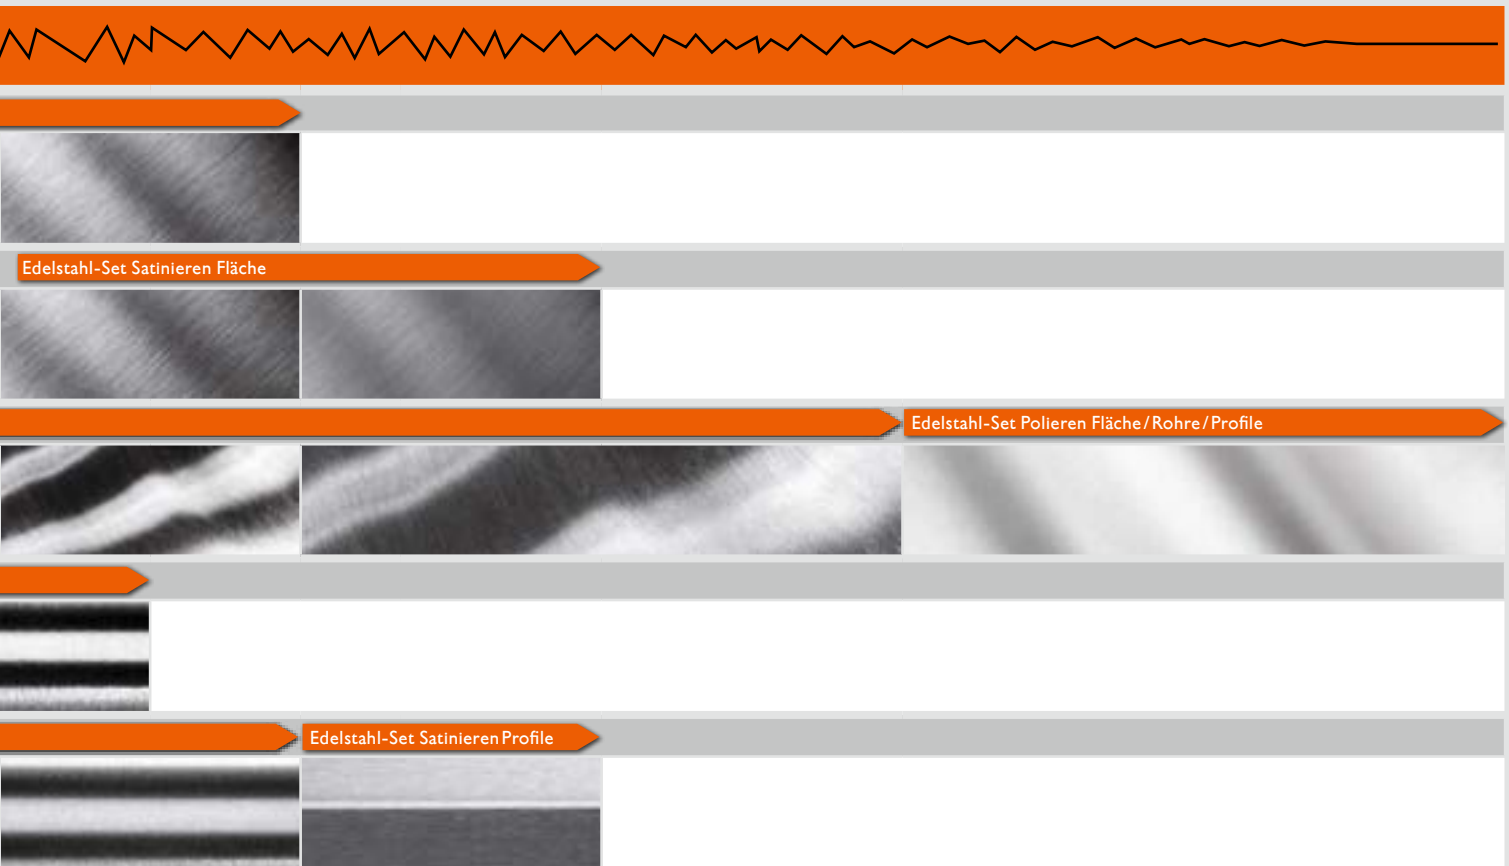 Edelstahl-Set Satinieren Fläche
Edelstahl-Set Polieren Fläche/Rohre/Profile
Edelstahl-Set Satinieren Profile